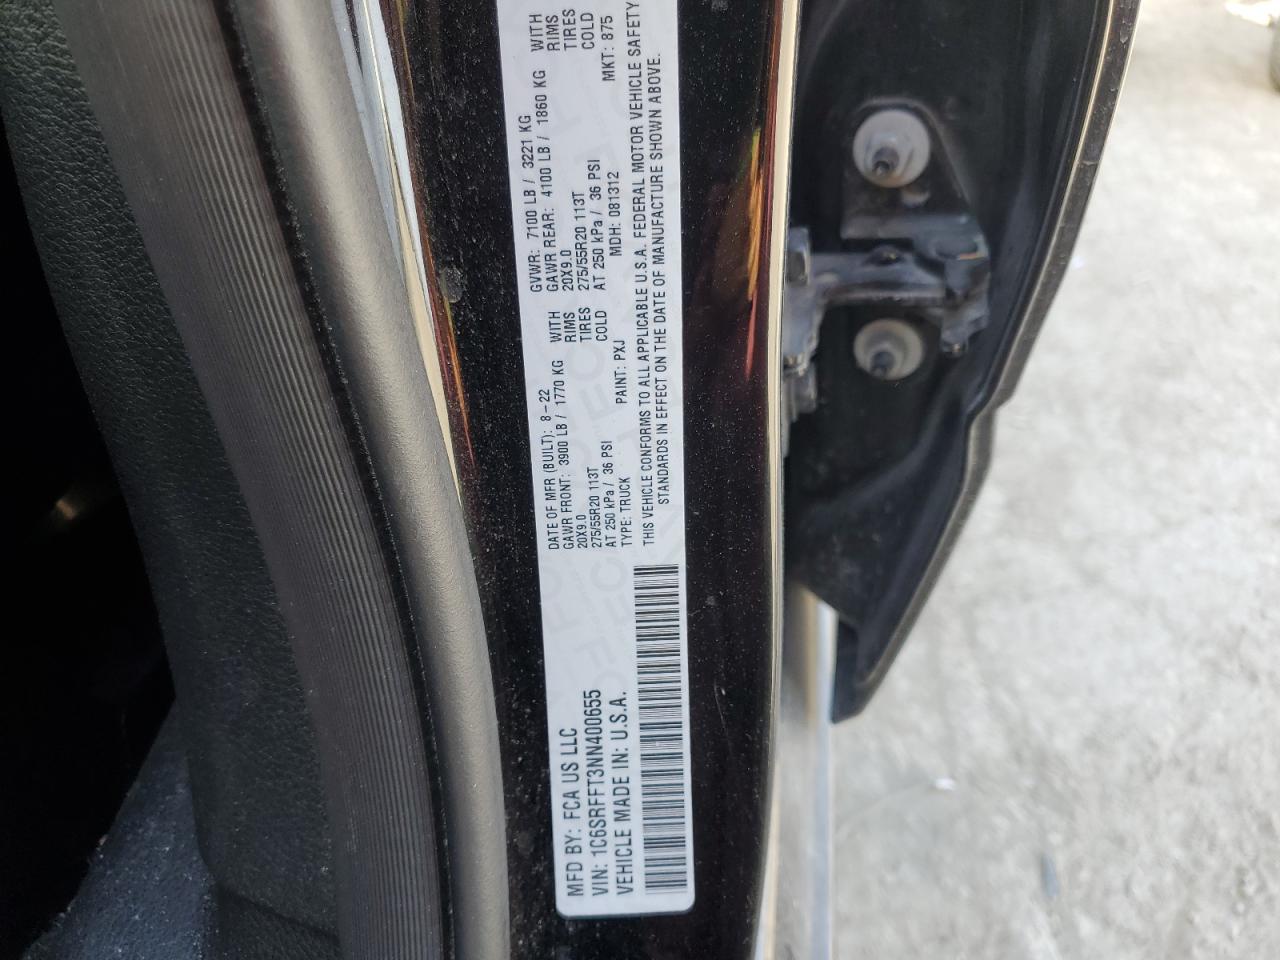 MFD BY: FCA US LLC
VIN: 1C6SRFFT3NN400655
VEHICLE MADE IN: U.S.A.
DATE OF MFR (BUILT): 8-22
GVWR: 7100 LB / 3221 KG
GAWR FRONT: 3900 LB / 1770 KG WITH
GAWR REAR: 4100 LB / 1860 KG WITH
20X9.0 RIMS
20X9.0 RIMS
275/55R20 113T TIRES
275/55R20 113T TIRES
AT 250 kPa / 36 PSI COLD
AT 250 kPa / 36 PSI COLD
TYPE: TRUCK PAINT: PXJ MDH: 081312 MKT: 875
THIS VEHICLE CONFORMS TO ALL APPLICABLE U.S.A. FEDERAL MOTOR VEHICLE SAFETY
STANDARDS IN EFFECT ON THE DATE OF MANUFACTURE SHOWN ABOVE.